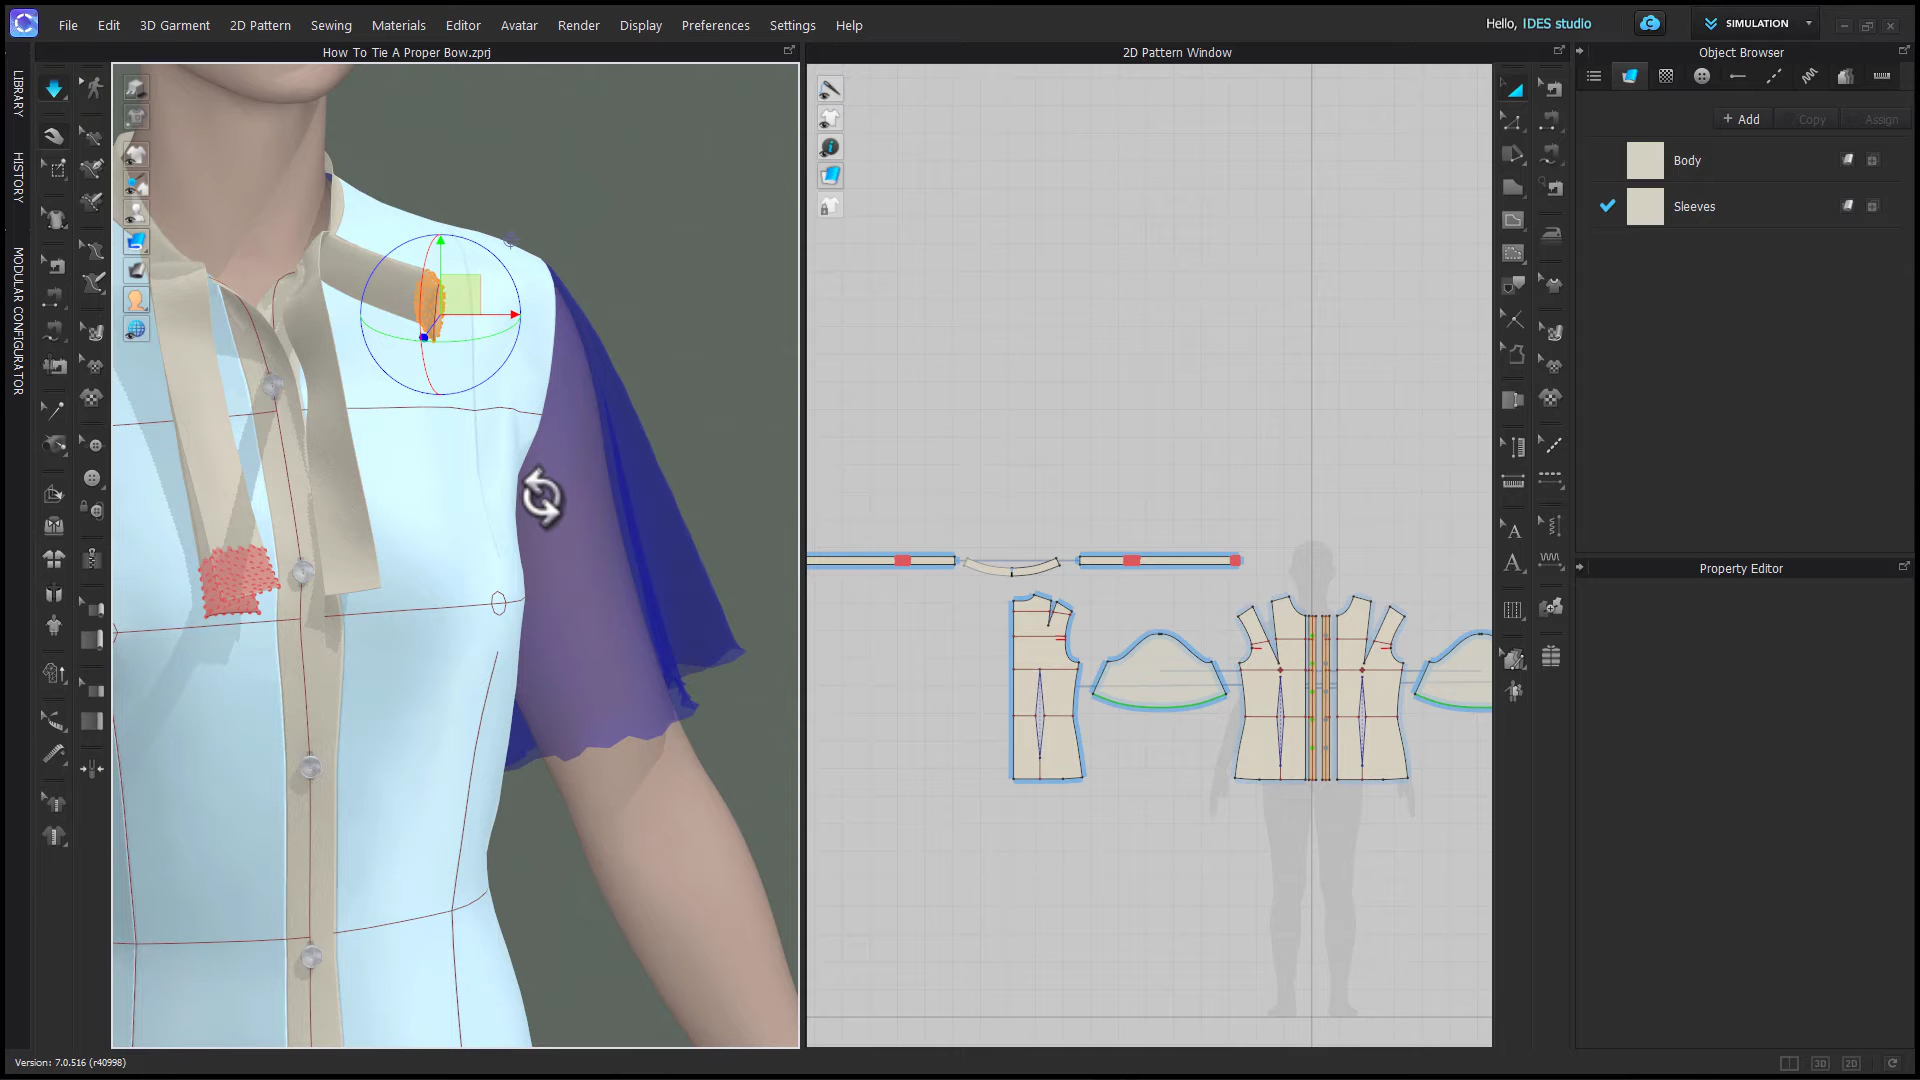 File
Edit
3D Garment
2D Pattern
Sewing
Materials
Editor
Avatar
Render
Display
Preferences
Settings
Help
Hello, IDES studio
SIMULATION
How To Tie A Proper Bow.zprj
2D Pattern Window
Object Browser
LIBRARY
HISTORY
MODULAR CONFIGURATOR
+ Add
Copy
Assign
Body
Sleeves
Property Editor
A
A
Version: 7.0.516 (r40998)
3D
2D